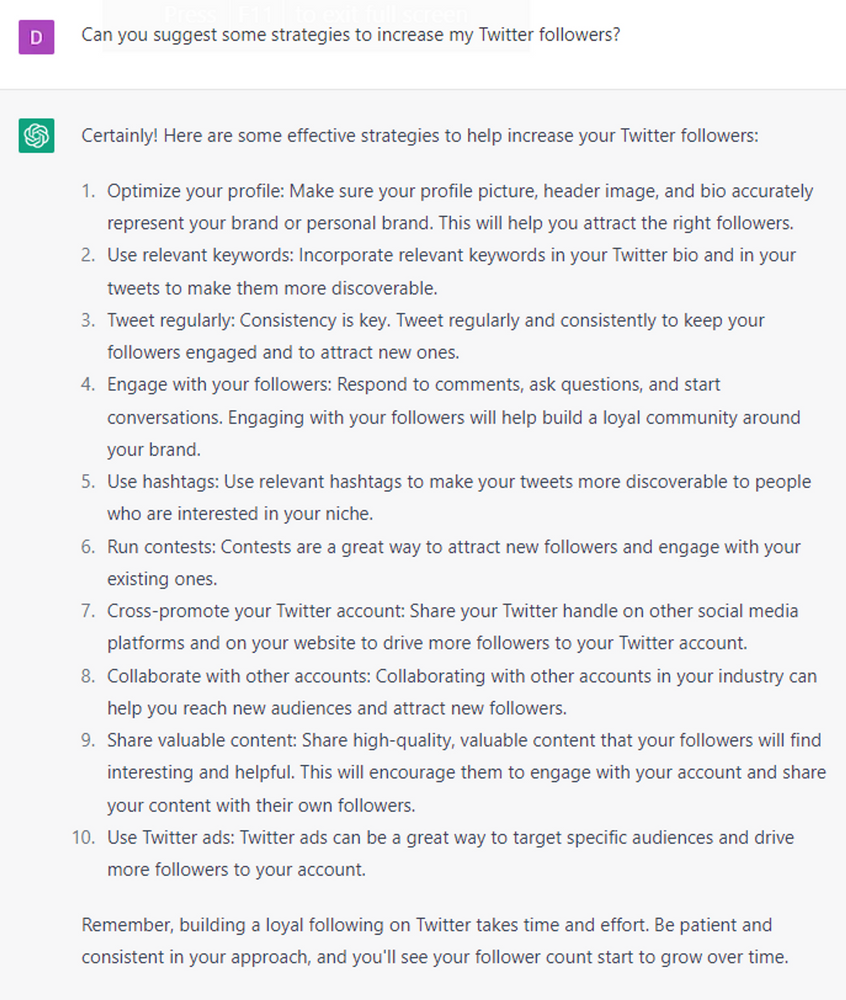 Press F11 to exit full screen
D
Can you suggest some strategies to increase my Twitter followers?
Certainly! Here are some effective strategies to help increase your Twitter followers:
1. Optimize your profile: Make sure your profile picture, header image, and bio accurately
represent your brand or personal brand. This will help you attract the right followers.
2. Use relevant keywords: Incorporate relevant keywords in your Twitter bio and in your
tweets to make them more discoverable.
3. Tweet regularly: Consistency is key. Tweet regularly and consistently to keep your
followers engaged and to attract new ones.
4. Engage with your followers: Respond to comments, ask questions, and start
conversations. Engaging with your followers will help build a loyal community around
your brand.
5. Use hashtags: Use relevant hashtags to make your tweets more discoverable to people
who are interested in your niche.
6. Run contests: Contests are a great way to attract new followers and engage with your
existing ones.
7. Cross-promote your Twitter account: Share your Twitter handle on other social media
platforms and on your website to drive more followers to your Twitter account.
8. Collaborate with other accounts: Collaborating with other accounts in your industry can
help you reach new audiences and attract new followers.
9. Share valuable content: Share high-quality, valuable content that your followers will find
interesting and helpful. This will encourage them to engage with your account and share
your content with their own followers.
10. Use Twitter ads: Twitter ads can be a great way to target specific audiences and drive
more followers to your account.
Remember, building a loyal following on Twitter takes time and effort. Be patient and
consistent in your approach, and you'll see your follower count start to grow over time.